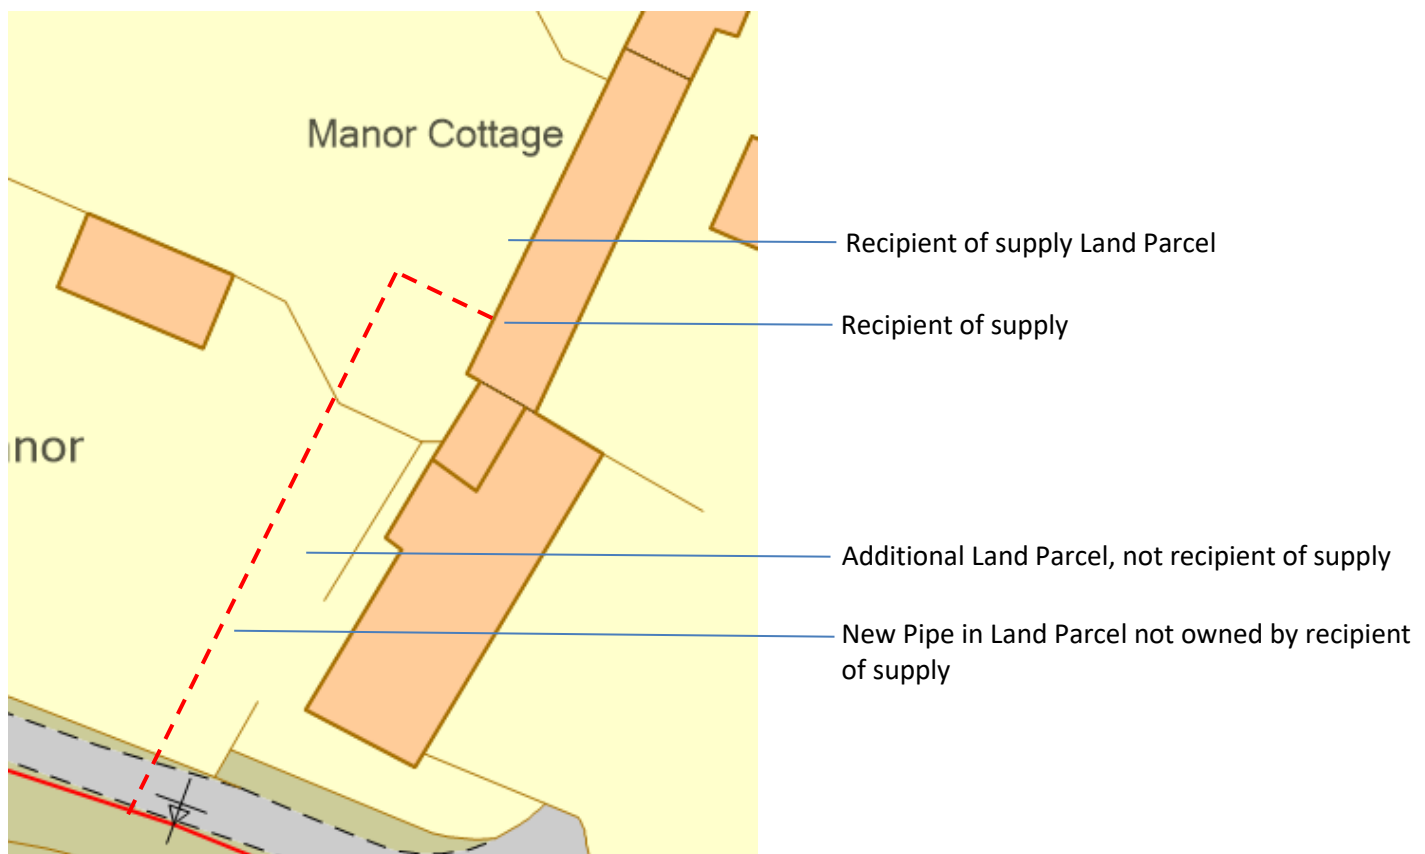 Manor Cottage
Recipient of supply Land Parcel
Recipient of supply
nor
Additional Land Parcel, not recipient of supply
New Pipe in Land Parcel not owned by recipient
of supply